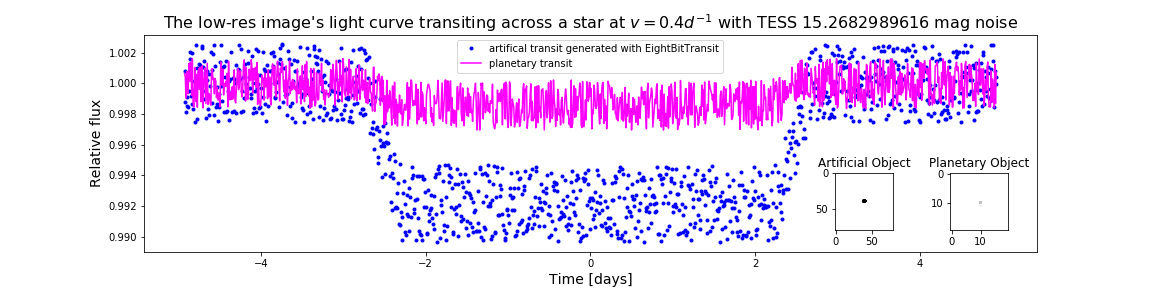 The low-res image's light curve transiting across a star at v = 0.4d⁻¹ with TESS 15.2682989616 mag noise
artifical transit generated with EightBitTransit
planetary transit
Relative flux
1.002
1.000
0.998
0.996
0.994
0.992
0.990
Artificial Object
Planetary Object
0
50
0
50
0
10
0
10
−4
−2
0
2
4
Time [days]